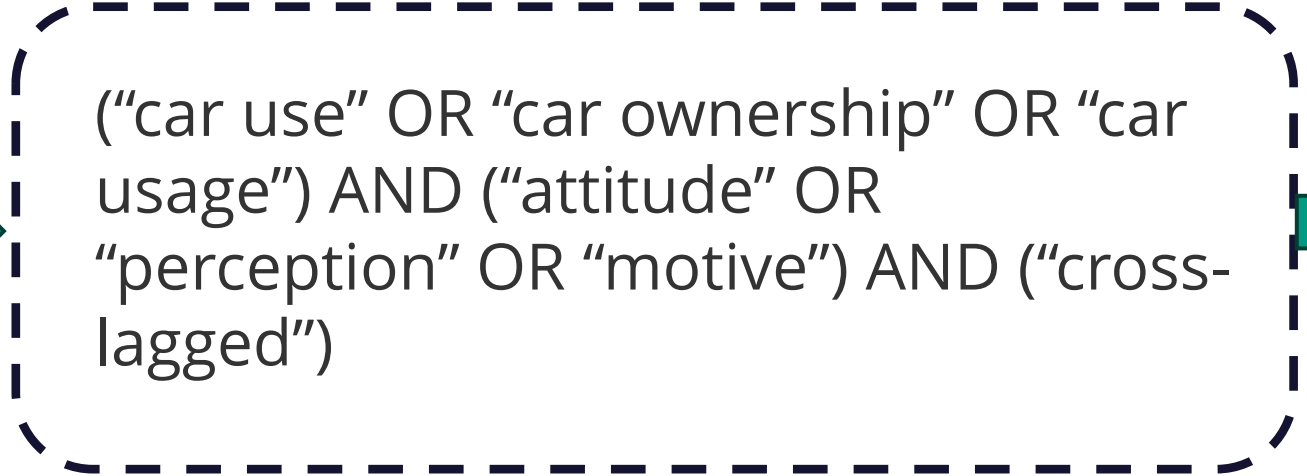 (“car use” OR “car ownership” OR “car
usage”) AND (“attitude” OR
“perception” OR “motive”) AND (“cross-
lagged”)